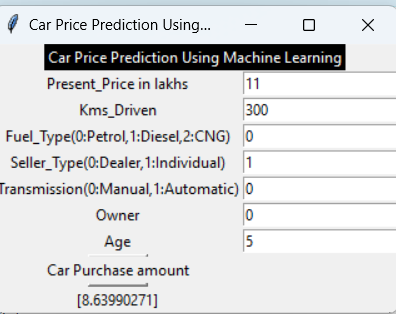 Car Price Prediction Using...
Car Price Prediction Using Machine Learning
Present_Price in lakhs 11
Kms_Driven 300
Fuel_Type(0:Petrol,1:Diesel,2:CNG) 0
Seller_Type(0:Dealer,1:Individual) 1
Transmission(0:Manual,1:Automatic) 0
Owner 0
Age 5
Car Purchase amount
[8.63990271]